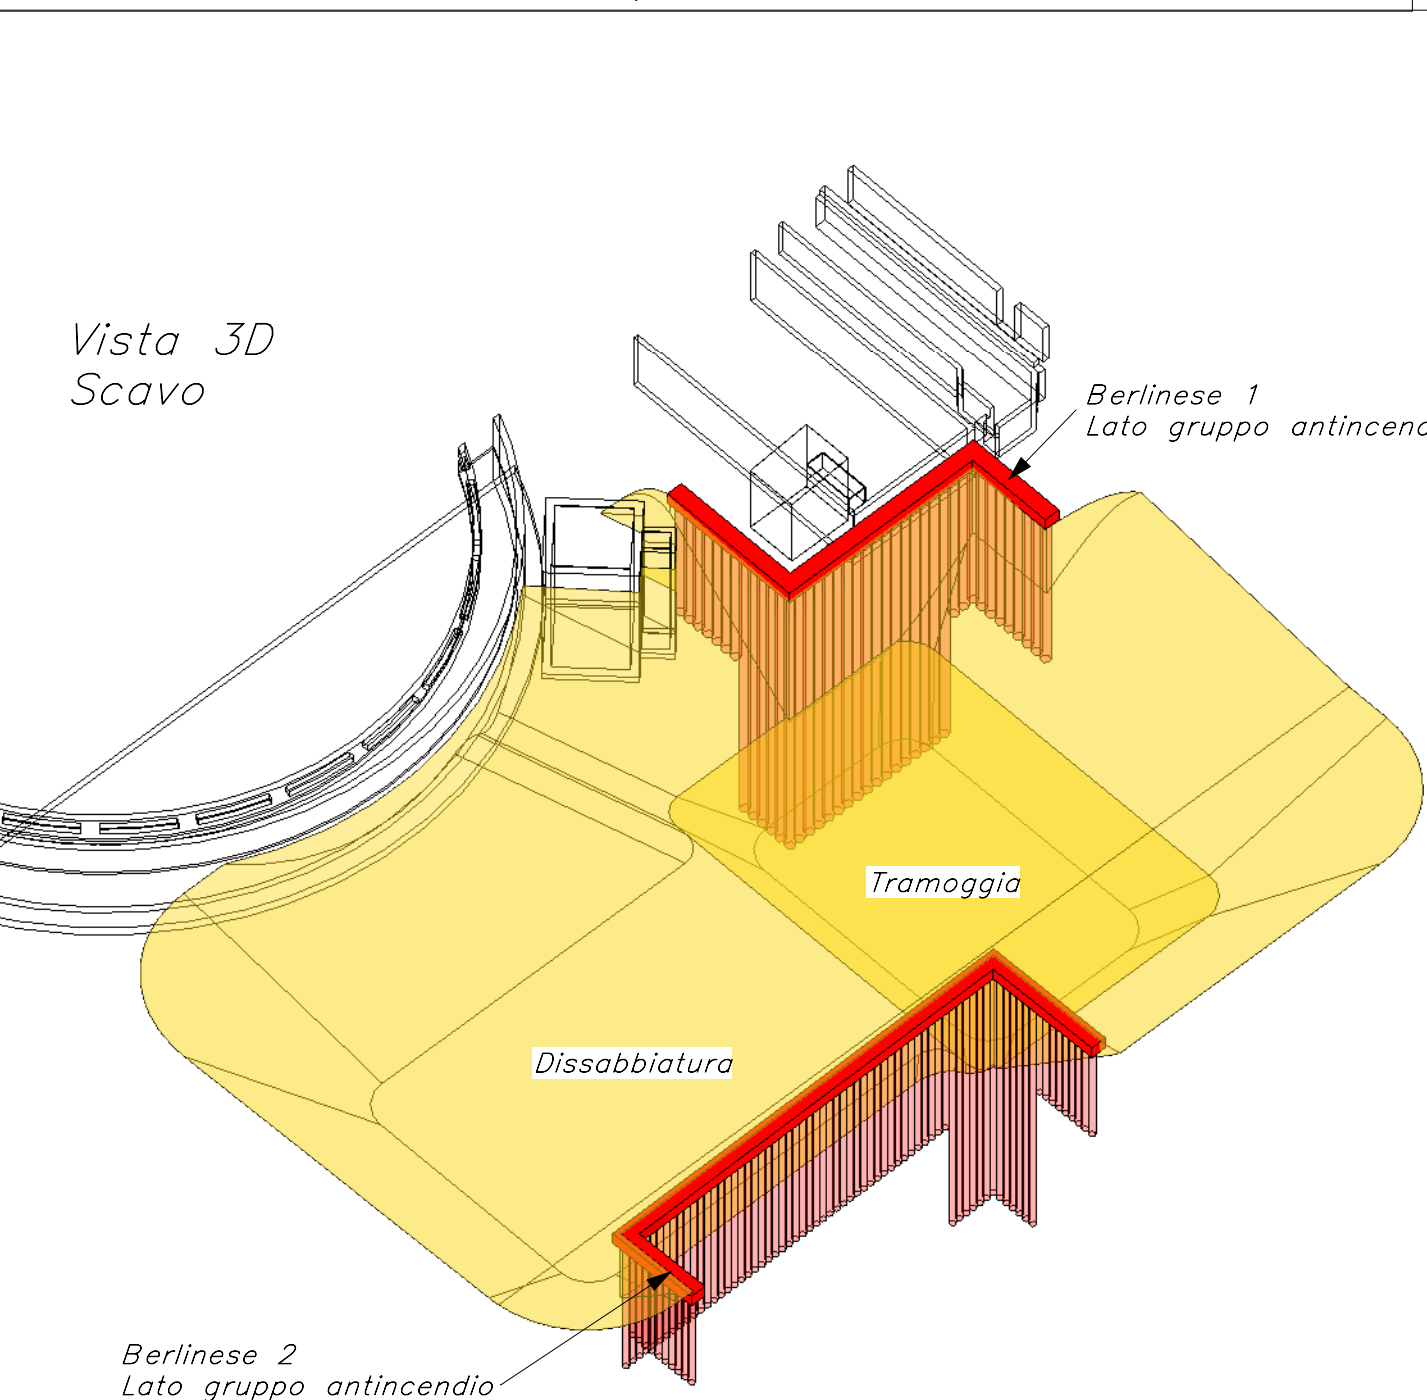 Vista 3D
Scavo
Berlinese 1
Lato gruppo
Tramoggia
Dissabbiatura
Berlinese 2
Lato gruppo antincendio